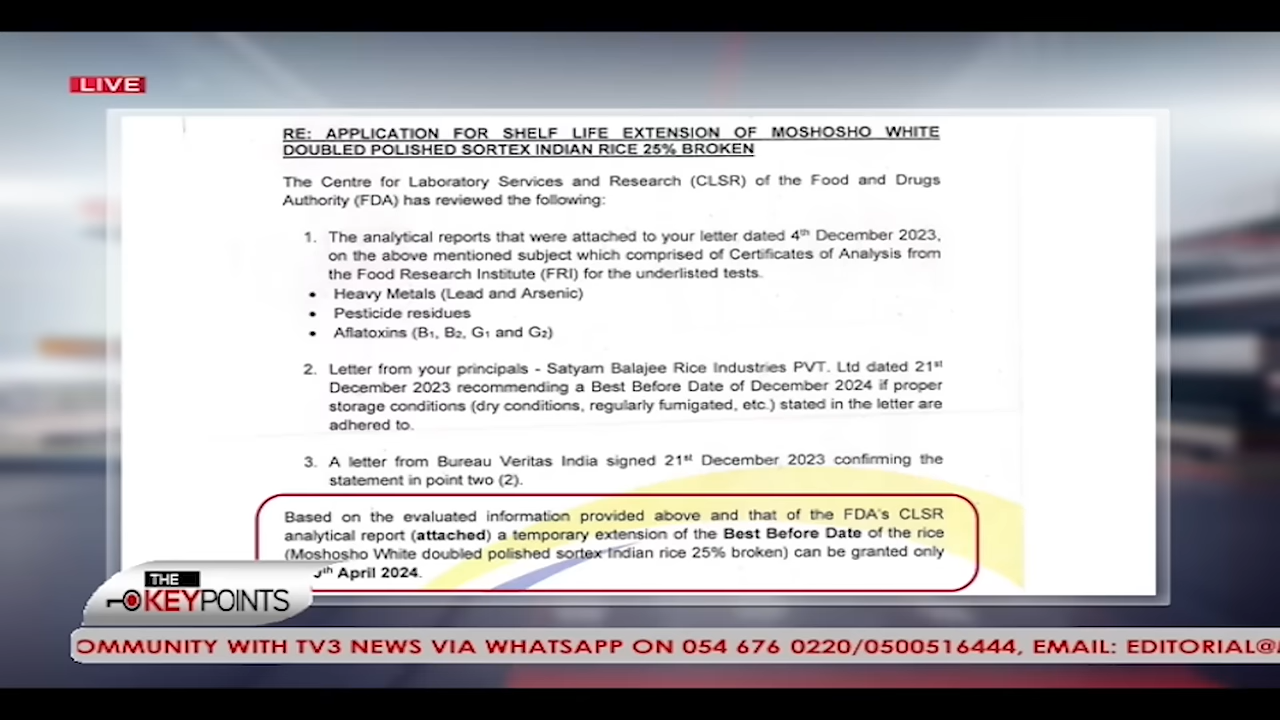 LIVE
RE: APPLICATION FOR SHELF LIFE EXTENSION OF MOSHOSHO WHITE
DOUBLED POLISHED SORTEX INDIAN RICE 25% BROKEN
The Centre for Laboratory Services and Research (CLSR) of the Food and Drugs
Authority (FDA) has reviewed the following:
1. The analytical reports that were attached to your letter dated 4th December 2023,
on the above mentioned subject which comprised of Certificates of Analysis from
the Food Research Institute (FRI) for the underlisted tests.
• Heavy Metals (Lead and Arsenic)
• Pesticide residues
• Aflatoxins (B1, B2, G1 and G2)
2. Letter from your principals - Satyam Balajee Rice Industries PVT. Ltd dated 21st
December 2023 recommending a Best Before Date of December 2024 if proper
storage conditions (dry conditions, regularly fumigated, etc.) stated in the letter are
adhered to.
3. A letter from Bureau Veritas India signed 21st December 2023 confirming the
statement in point two (2).
Based on the evaluated information provided above and that of the FDA's CLSR
analytical report (attached) a temporary extension of the Best Before Date of the rice
(Moshosho White doubled polished sortex Indian rice 25% broken) can be granted only
April 2024.
THE
KEYPOINTS
OMMUNITY WITH TV3 NEWS VIA WHATSAPP ON 054 676 0220/0500516444, EMAIL: EDITORIAL@